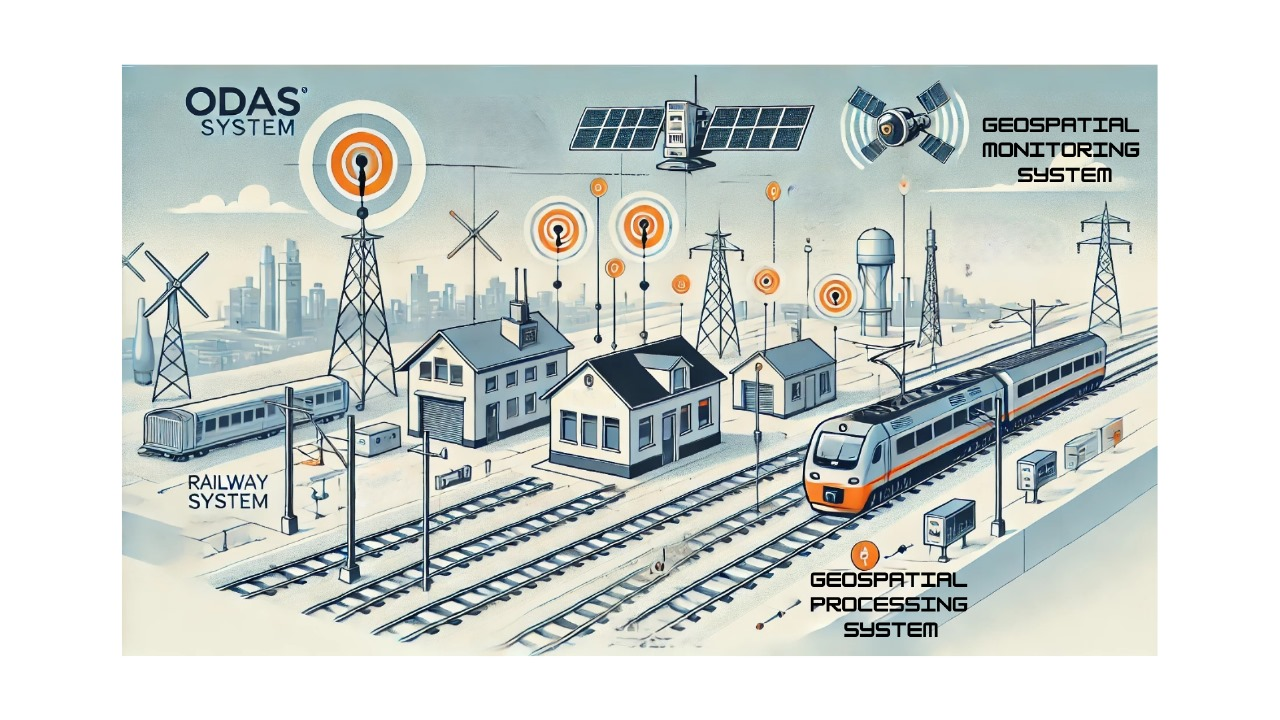 ODAS
SYSTEM
GEOSPATIAL
MONITORING
SYSTEM
RAILWAY
SYSTEM
GEOSPATIAL
PROCESSING
SYSTEM